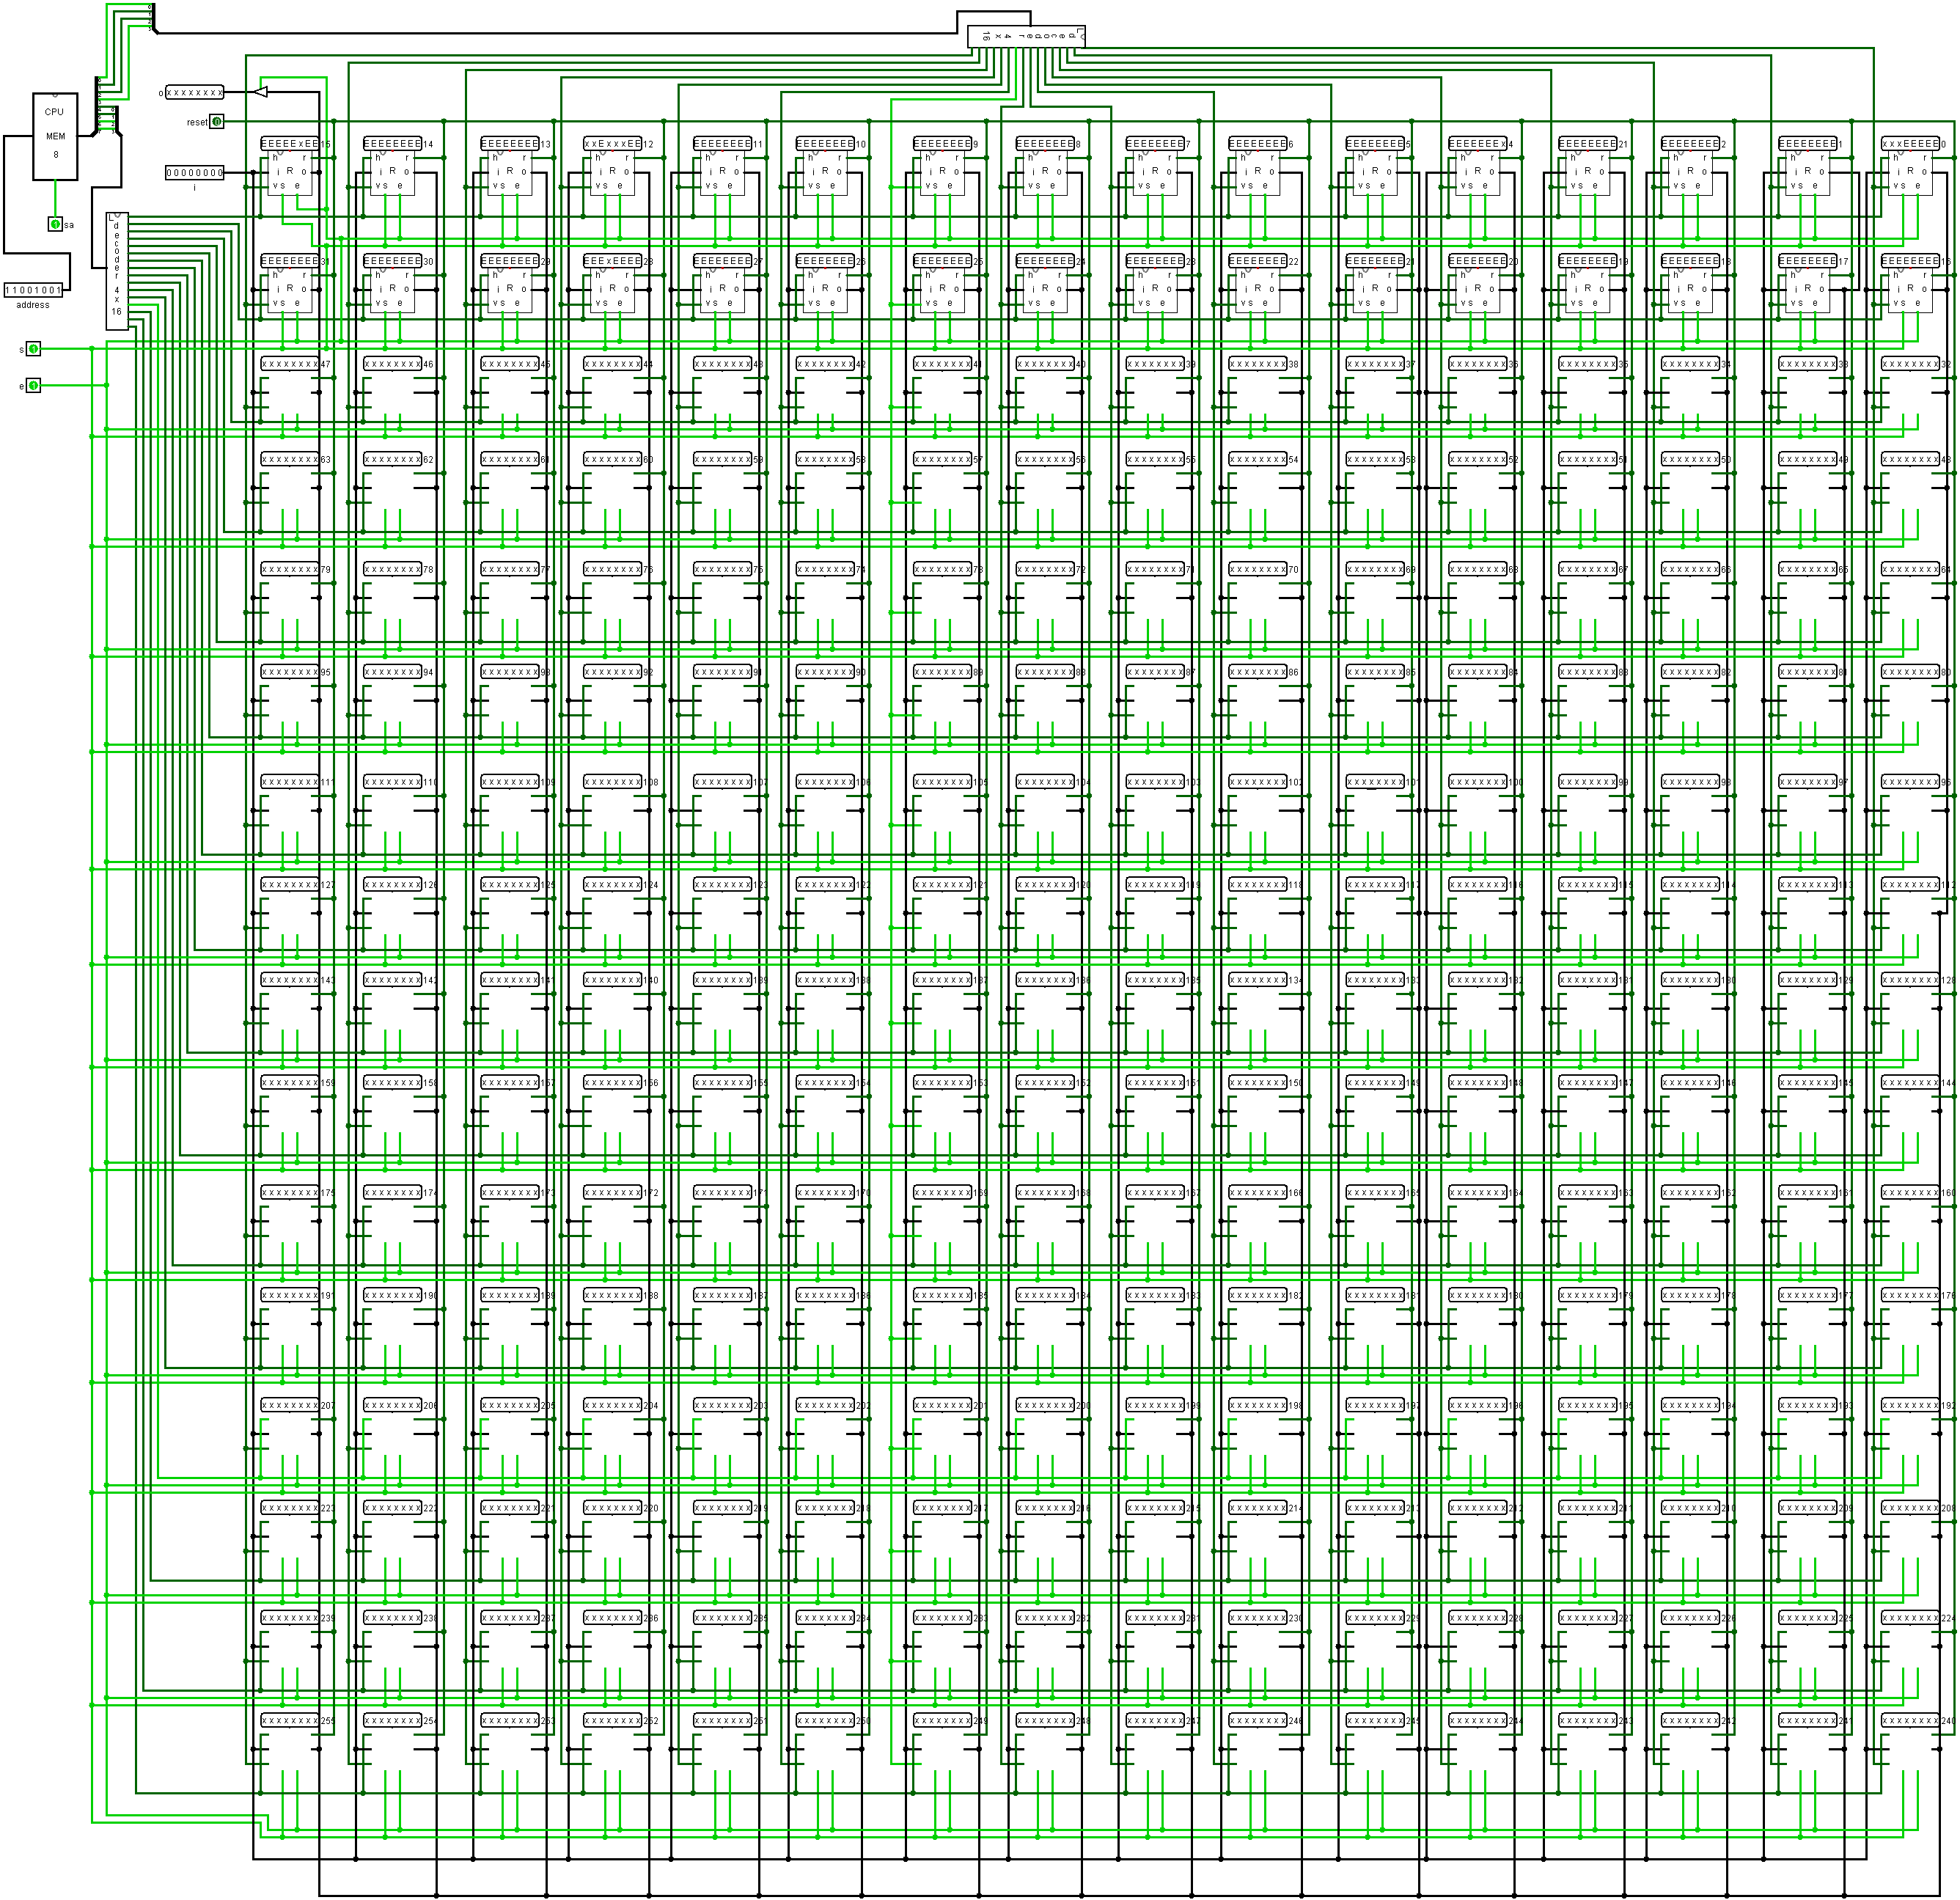 L decoder 4 x 16
o xxxxxxxx
CPU
MEM
8
reset 0
00000000
i
sa
11001001
address
L decoder 4 x 16
s 1
e 1
EEEEExEE 15 EEEEEEEE 14 EEEEEEEE 13 xxExxxEE 12 EEEEEEEE 11 EEEEEEEE 10 EEEEEEEE 9 EEEEEEEE 8 EEEEEEEE 7 EEEEEEEE 6 EEEEEEEE 5 EEEEEEEx 4 EEEEEEEE 21 EEEEEEEE 2 EEEEEEEE 1 xxxEEEEE 0
h r
i R o
vs e
EEEEEEEE 31 EEEEEEEE 30 EEEEEEEE 29 EEExEEEE 28 EEEEEEEE 27 EEEEEEEE 26 EEEEEEEE 25 EEEEEEEE 24 EEEEEEEE 23 EEEEEEEE 22 EEEEEEEE 21 EEEEEEEE 20 EEEEEEEE 19 EEEEEEEE 18 EEEEEEEE 17 EEEEEEEE 16
h r
i R o
vs e
xxxxxxxx 47 46 45 44 43 42 41 40 39 38 37 36 35 34 33 32
xxxxxxxx 63 62 61 60 59 58 57 56 55 54 53 52 51 50 49 48
xxxxxxxx 79 78 77 76 75 74 73 72 71 70 69 68 67 66 65 64
xxxxxxxx 95 94 93 92 91 90 89 88 87 86 85 84 83 82 81 80
xxxxxxxx 111 110 109 108 107 106 105 104 103 102 101 100 99 98 97 96
xxxxxxxx 127 126 125 124 123 122 121 120 119 118 117 116 115 114 113 112
xxxxxxxx 143 142 141 140 139 138 137 136 135 134 133 132 131 130 129 128
xxxxxxxx 159 158 157 156 155 154 153 152 151 150 149 148 147 146 145 144
xxxxxxxx 175 174 173 172 171 170 169 168 167 166 165 164 163 162 161 160
xxxxxxxx 191 190 189 188 187 186 185 184 183 182 181 180 179 178 177 176
xxxxxxxx 207 206 205 204 203 202 201 200 199 198 197 196 195 194 193 192
xxxxxxxx 223 222 221 220 219 218 217 216 215 214 213 212 211 210 209 208
xxxxxxxx 239 238 237 236 235 234 233 232 231 230 229 228 227 226 225 224
xxxxxxxx 255 254 253 252 251 250 249 248 247 246 245 244 243 242 241 240